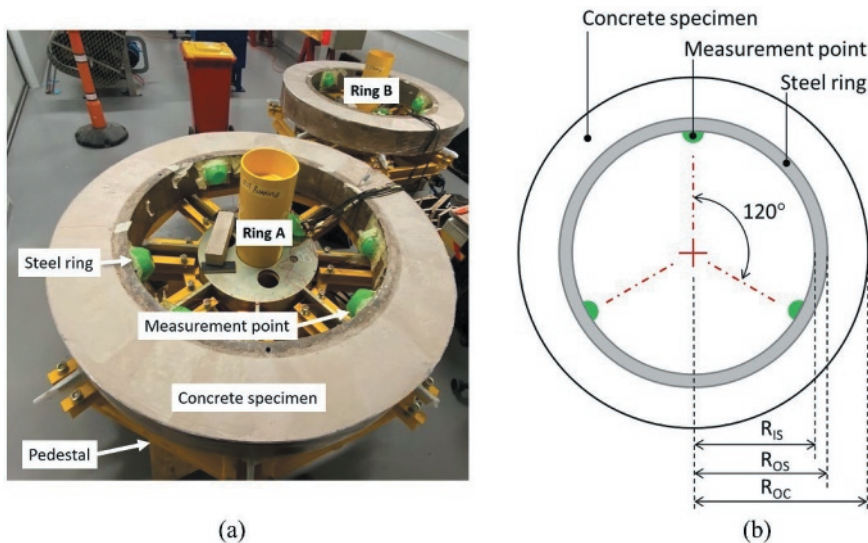 Ring B
Ring A
Steel ring
Measurement point
Concrete specimen
Pedestal
(a)
Concrete specimen
Measurement point
Steel ring
120°
R_IS
R_OS
R_OC
(b)